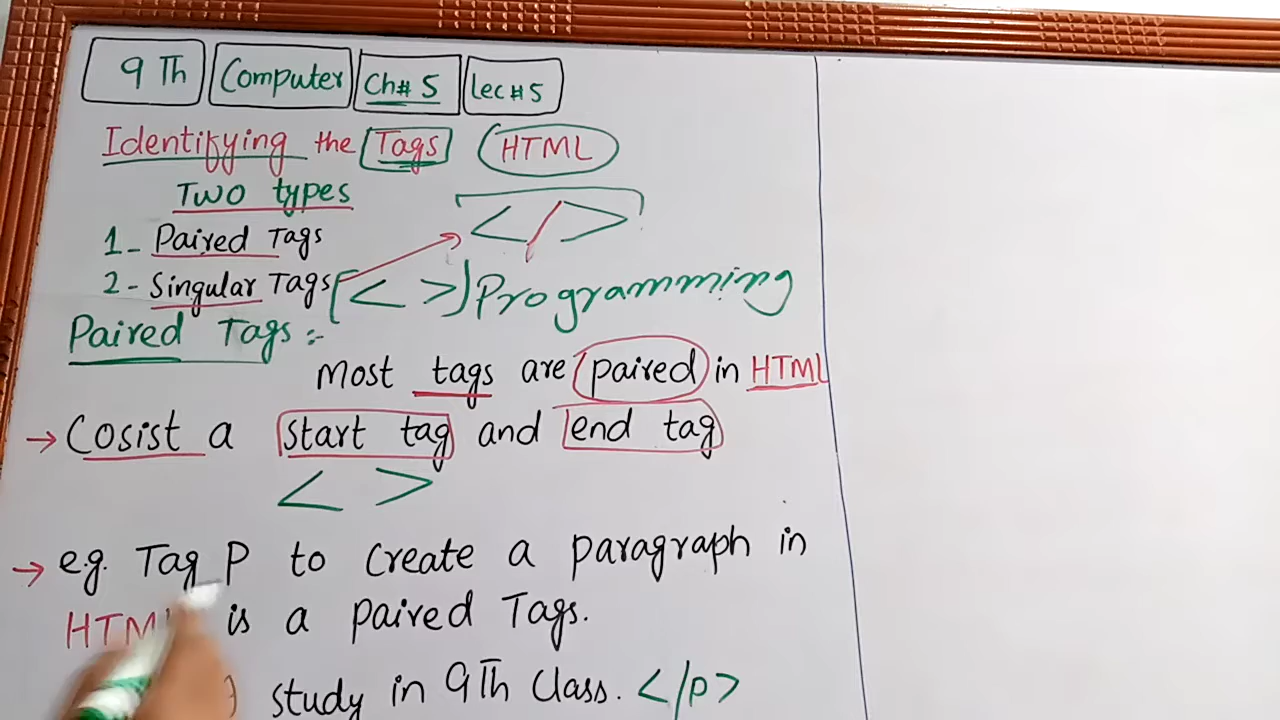 9 Th Computer Ch# 5 Lec# 5
Identifying the Tags HTML
Two types
< / >
1- Paired Tags
2- Singular Tags
< > Programming
Paired Tags :-
Most tags are paired in HTML
→ Cosist a start tag and end tag
< >
→ e.g. Tag P to create a paragraph in
HTML is a paired Tags.
study in 9Th Class. </p>